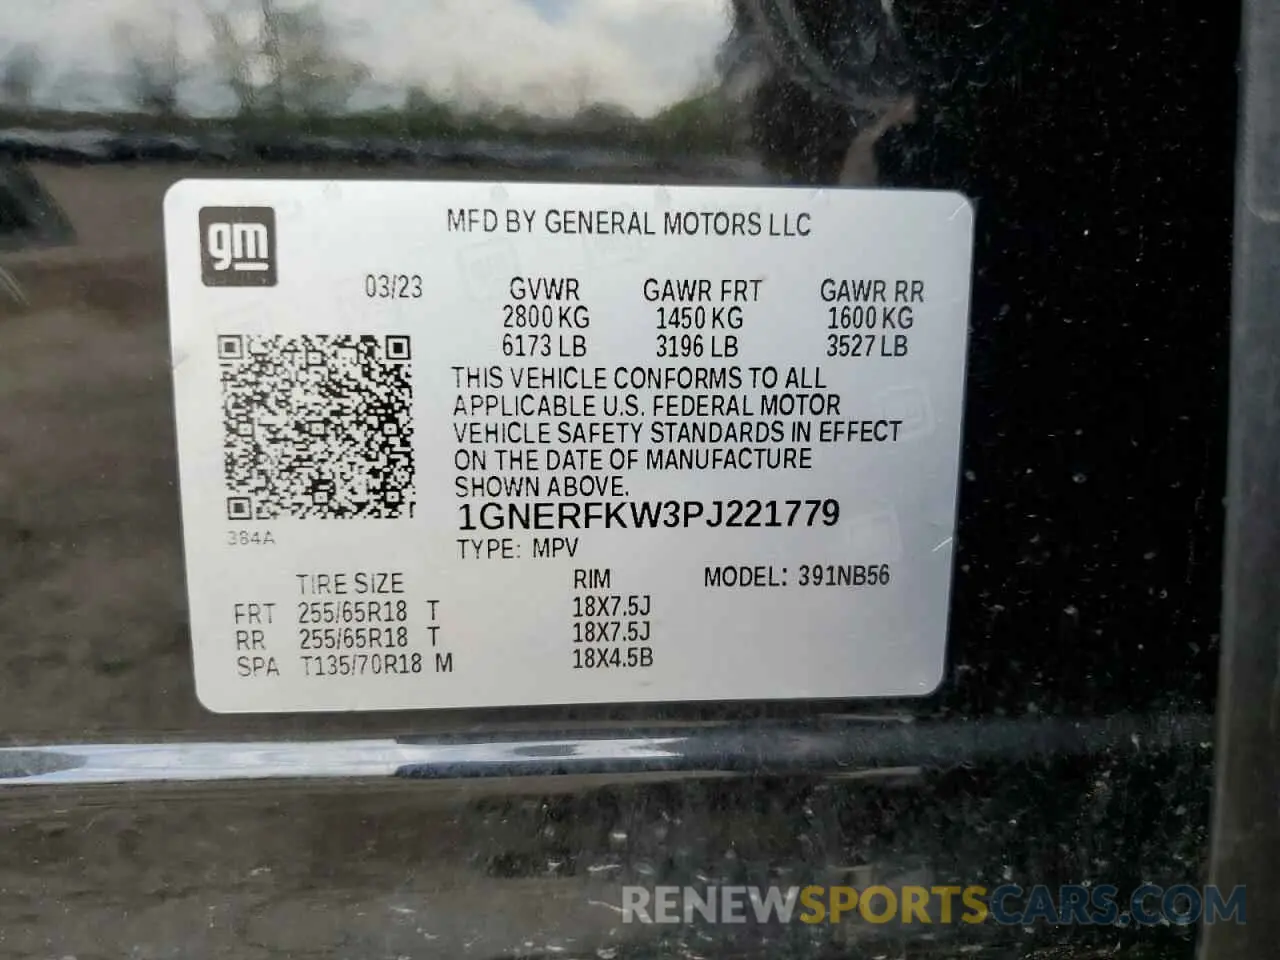 gm
MFD BY GENERAL MOTORS LLC
03/23 GVWR GAWR FRT GAWR RR
2800 KG 1450 KG 1600 KG
6173 LB 3196 LB 3527 LB
THIS VEHICLE CONFORMS TO ALL
APPLICABLE U.S. FEDERAL MOTOR
VEHICLE SAFETY STANDARDS IN EFFECT
ON THE DATE OF MANUFACTURE
SHOWN ABOVE.
1GNERFKW3PJ221779
384A
TYPE: MPV
TIRE SIZE RIM MODEL: 391NB56
FRT 255/65R18 T 18X7.5J
RR 255/65R18 T 18X7.5J
SPA T135/70R18 M 18X4.5B
RENEWSPORTSCARS.COM